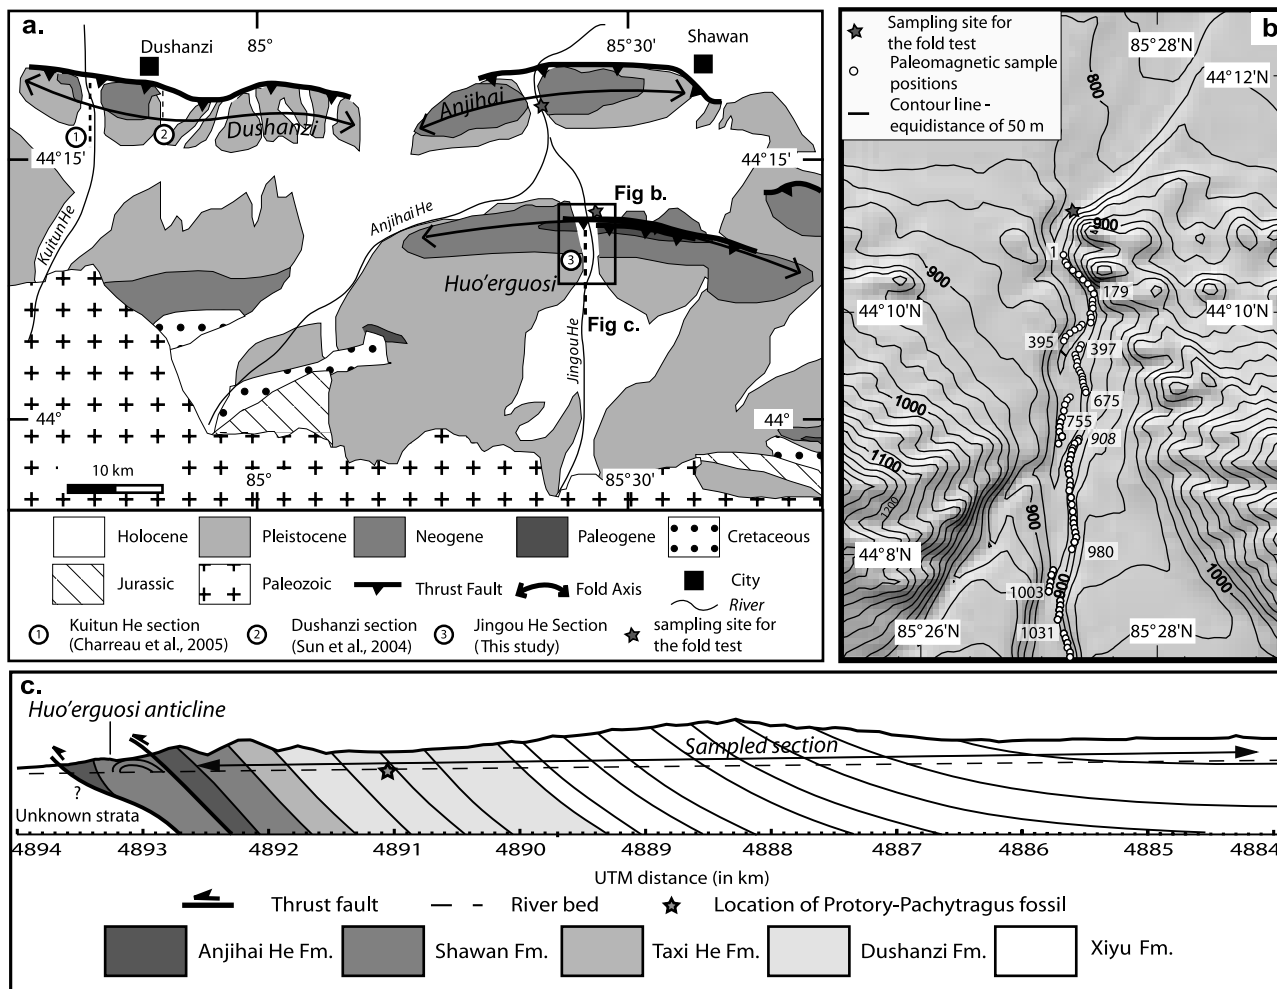 a.
Dushanzi
85°
85°30'
Shawan
Anjihai
Dushanzi
1
2
44°15'
44°15'
Kuitun He
Anjihai He
Fig b.
3
Huo'erguosi
Fig c.
Jingou He
44°
44°
10 km
85°
85°30'
Holocene
Pleistocene
Neogene
Paleogene
Cretaceous
Jurassic
Paleozoic
Thrust Fault
Fold Axis
City
River
1 Kuitun He section
(Charreau et al., 2005)
2 Dushanzi section
(Sun et al., 2004)
3 Jingou He Section
(This study)
sampling site for
the fold test
b.
Sampling site for
the fold test
Paleomagnetic sample
positions
Contour line -
equidistance of 50 m
85°28'N
44°12'N
800
900
1
179
900
44°10'N
44°10'N
395
397
675
1000
755
908
1100
1200
900
44°8'N
980
1003
900
1000
85°26'N
1031
85°28'N
c.
Huo'erguosi anticline
Sampled section
?
Unknown strata
4894 4893 4892 4891 4890 4889 4888 4887 4886 4885 4884
UTM distance (in km)
Thrust fault
River bed
Location of Protory-Pachytragus fossil
Anjihai He Fm.
Shawan Fm.
Taxi He Fm.
Dushanzi Fm.
Xiyu Fm.